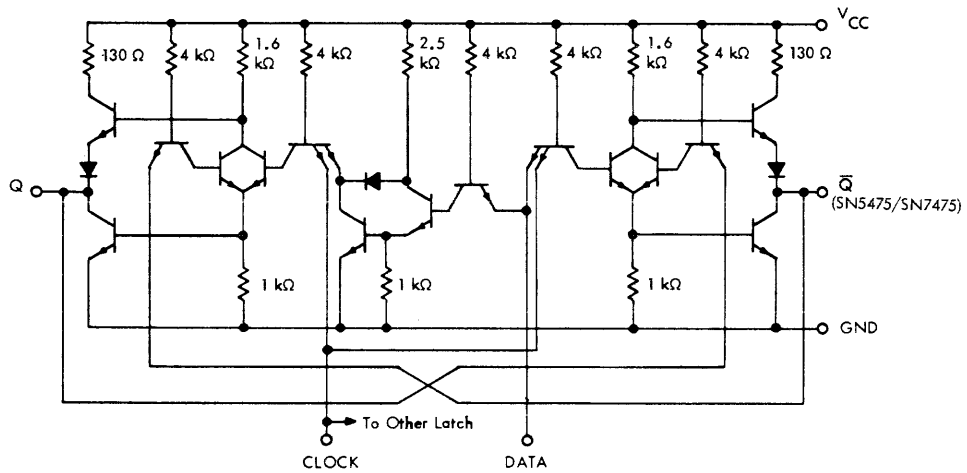 VCC
130 Ω
4 kΩ
1.6 kΩ
4 kΩ
2.5 kΩ
4 kΩ
4 kΩ
1.6 kΩ
4 kΩ
130 Ω
Q
Q̅
(SN5475/SN7475)
1 kΩ
1 kΩ
1 kΩ
GND
To Other Latch
CLOCK
DATA